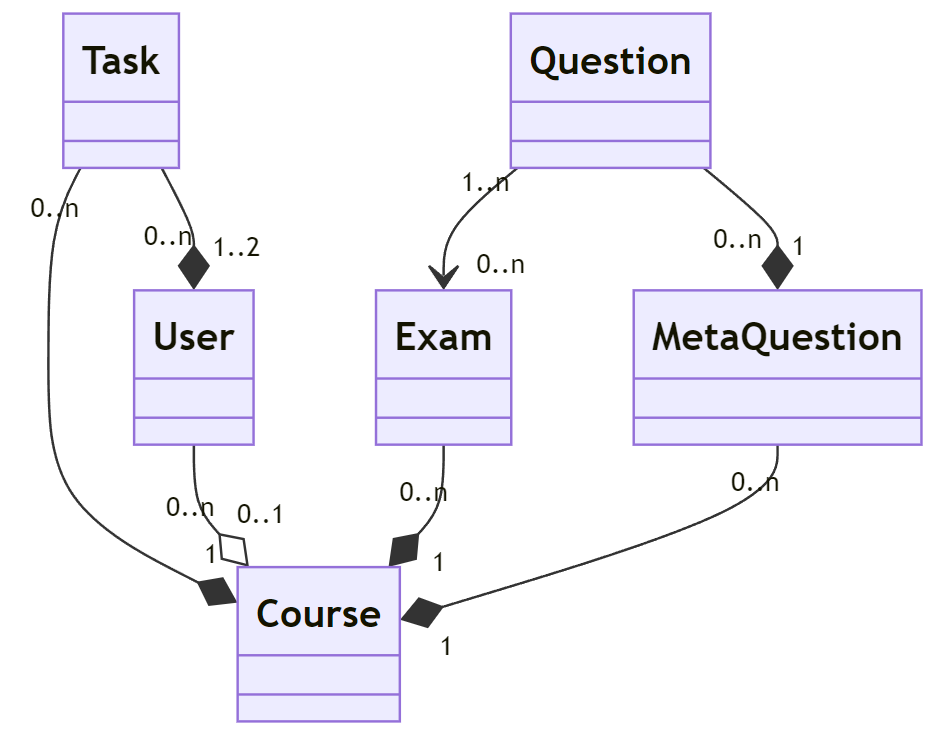 Task
Question
0..n
1..n
0..n
1..2
0..n
0..n
1
User
Exam
MetaQuestion
0..n
0..1
0..n
0..n
1
1
1
Course